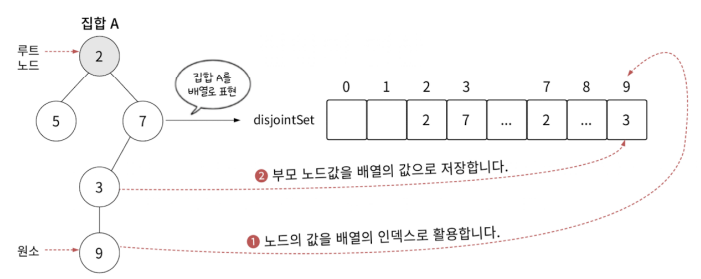 집합 A
루트
노드
2
집합 A를
배열로 표현
5
7
disjointSet
0 1 2 3 7 8 9
2 7 ... 2 ... 3
3
❷ 부모 노드값을 배열의 값으로 저장합니다.
❶ 노드의 값을 배열의 인덱스로 활용합니다.
원소
9